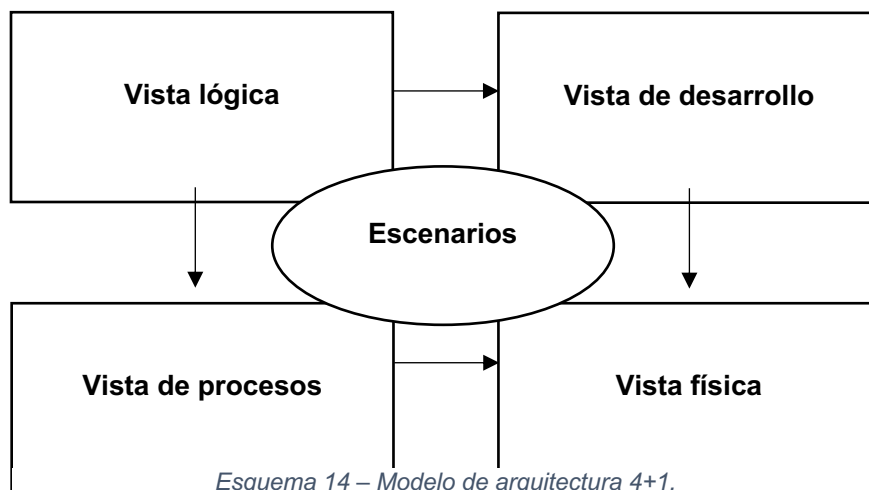 Vista lógica
Vista de desarrollo
Escenarios
Vista de procesos
Vista física
Esquema 14 – Modelo de arquitectura 4+1.